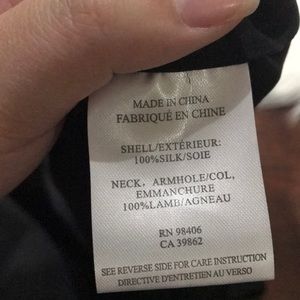 MADE IN CHINA
FABRIQUÉ EN CHINE
SHELL/EXTÉRIEUR:
100%SILK/SOIE
NECK, ARMHOLE/COL,
EMMANCHURE
100%LAMB/AGNEAU
RN 98406
CA 39862
SEE REVERSE SIDE FOR CARE INSTRUCTION
DIRECTIVE D'ENTRETIEN AU VERSO